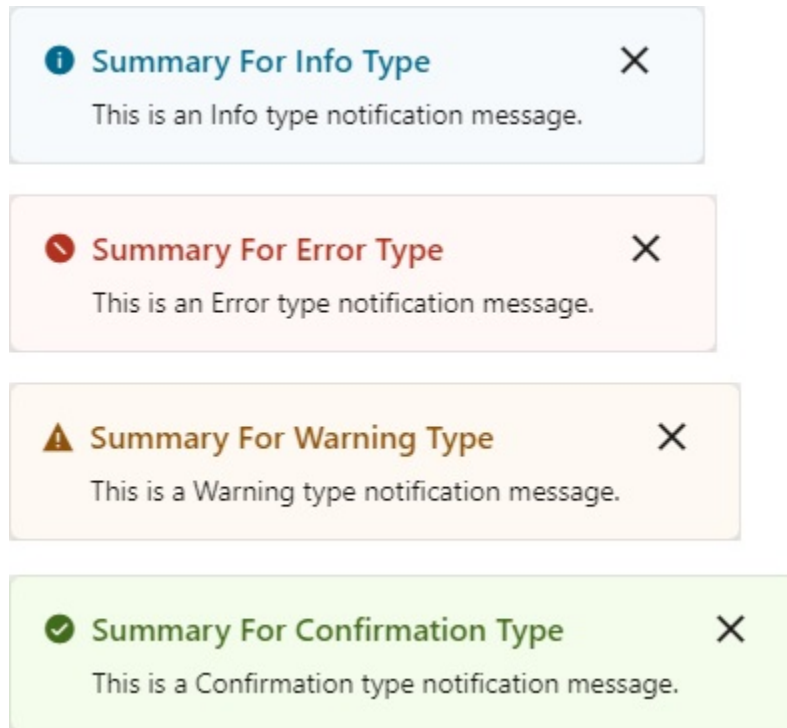 Summary For Info Type
This is an Info type notification message.
Summary For Error Type
This is an Error type notification message.
Summary For Warning Type
This is a Warning type notification message.
Summary For Confirmation Type
This is a Confirmation type notification message.